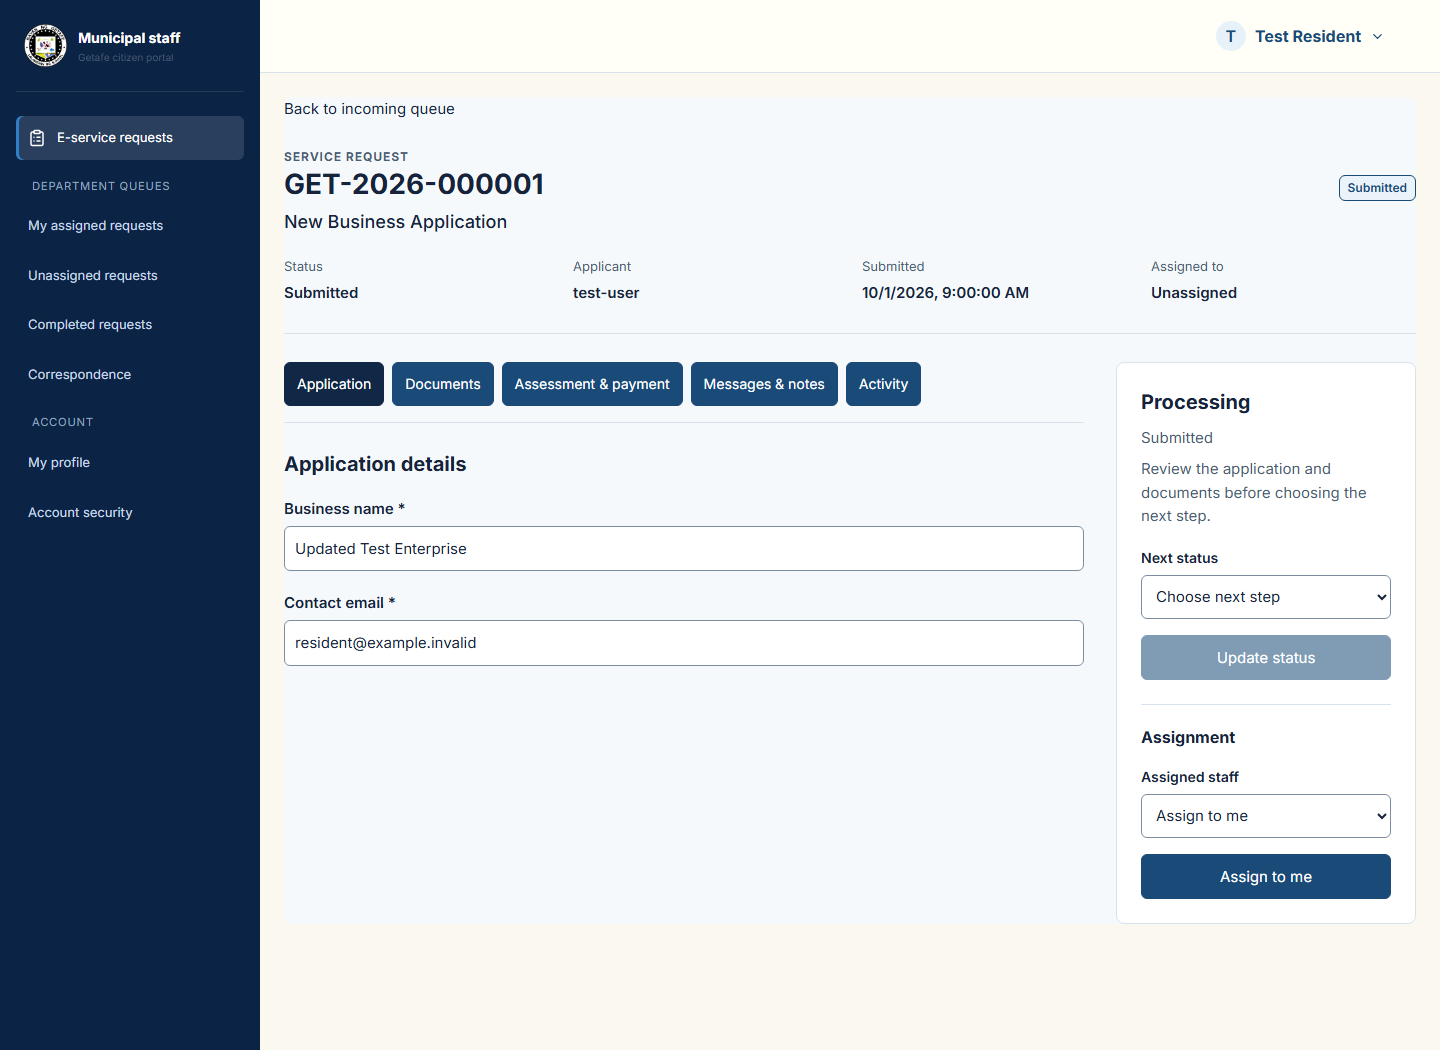 Municipal staff
Getafe citizen portal
E-service requests
DEPARTMENT QUEUES
My assigned requests
Unassigned requests
Completed requests
Correspondence
ACCOUNT
My profile
Account security
T Test Resident
Back to incoming queue
SERVICE REQUEST
GET-2026-000001
Submitted
New Business Application
Status
Submitted
Applicant
test-user
Submitted
10/1/2026, 9:00:00 AM
Assigned to
Unassigned
Application Documents Assessment & payment Messages & notes Activity
Application details
Business name *
Updated Test Enterprise
Contact email *
resident@example.invalid
Processing
Submitted
Review the application and
documents before choosing the
next step.
Next status
Choose next step
Update status
Assignment
Assigned staff
Assign to me
Assign to me